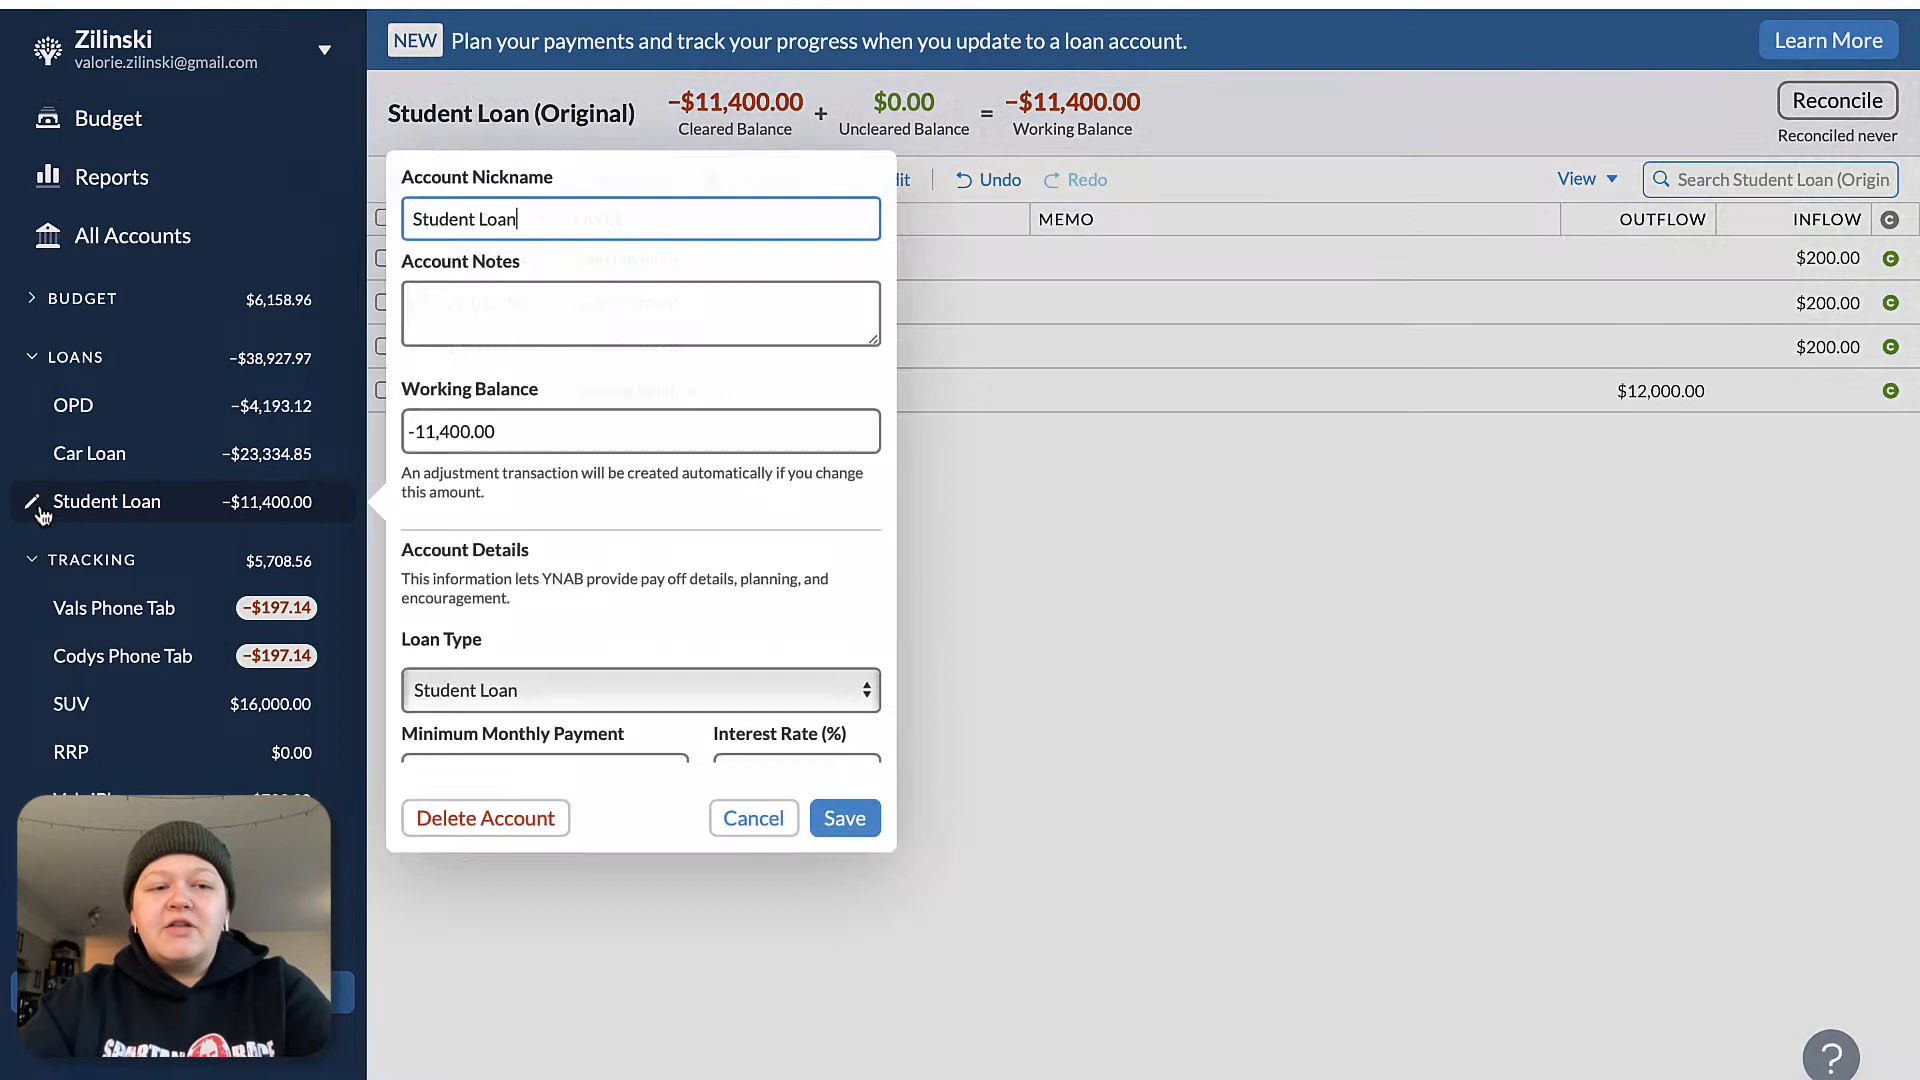 Zilinski
valorie.zilinski@gmail.com
Budget
Reports
All Accounts
BUDGET $6,158.96
LOANS -$38,927.97
OPD -$4,193.12
Car Loan -$23,334.85
Student Loan -$11,400.00
TRACKING $5,708.56
Vals Phone Tab -$197.14
Codys Phone Tab -$197.14
SUV $16,000.00
RRP $0.00
NEW Plan your payments and track your progress when you update to a loan account.
Learn More
Student Loan (Original)
-$11,400.00 + $0.00 = -$11,400.00
Cleared Balance Uncleared Balance Working Balance
Reconcile
Reconciled never
Undo Redo
View
Search Student Loan (Origin
MEMO OUTFLOW INFLOW C
$200.00 C
$200.00 C
$200.00 C
$12,000.00 C
Account Nickname
Student Loan
Account Notes
Working Balance
-11,400.00
An adjustment transaction will be created automatically if you change
this amount.
Account Details
This information lets YNAB provide pay off details, planning, and
encouragement.
Loan Type
Student Loan
Minimum Monthly Payment Interest Rate (%)
Delete Account Cancel Save
?